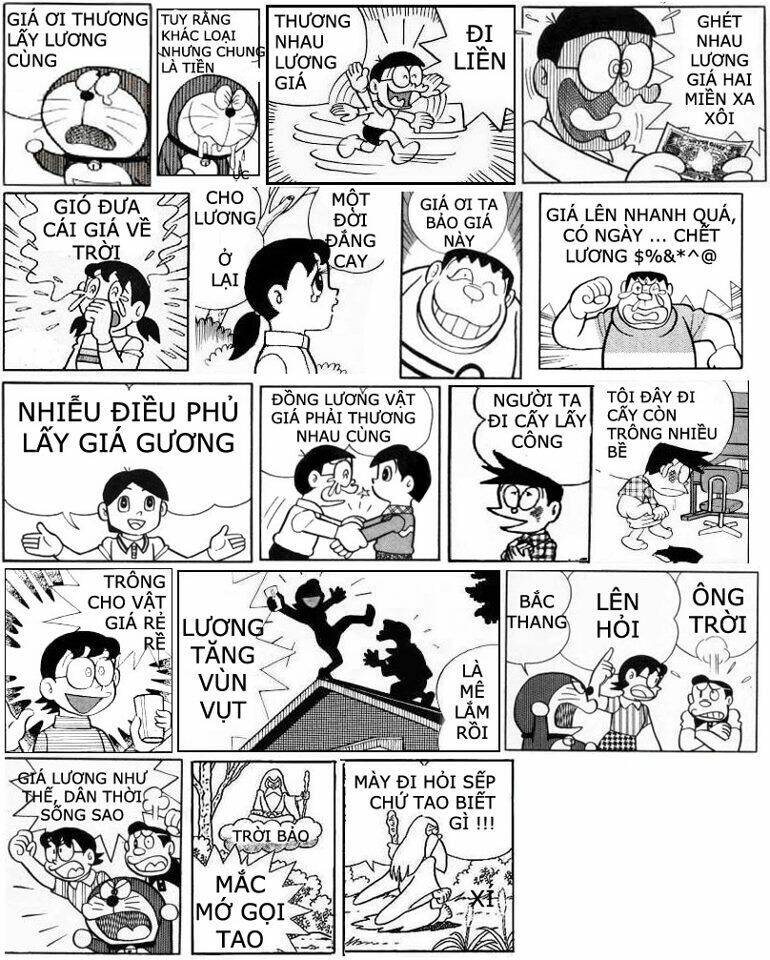 GIÁ ƠI THƯƠNG
LẤY LƯƠNG
CÙNG
TUY RẰNG
KHÁC LOẠI
NHƯNG CHUNG
LÀ TIỀN
ỰC
THƯƠNG
NHAU
LƯƠNG
GIÁ
ĐI
LIỀN
GHÉT
NHAU
LƯƠNG
GIÁ HAI
MIỀN XA
XÔI
GIÓ ĐƯA
CÁI GIÁ VỀ
TRỜI
CHO
LƯƠNG
Ở
LẠI
MỘT
ĐỜI
ĐẮNG
CAY
GIÁ ƠI TA
BẢO GIÁ
NÀY
GIÁ LÊN NHANH QUÁ,
CÓ NGÀY ... CHẾT
LƯƠNG $%&*^@
NHIỄU ĐIỀU PHỦ
LẤY GIÁ GƯƠNG
ĐỒNG LƯƠNG VẬT
GIÁ PHẢI THƯƠNG
NHAU CÙNG
NGƯỜI TA
ĐI CẤY LẤY
CÔNG
TÔI ĐÂY ĐI
CẤY CÒN
TRÔNG NHIỀU
BỀ
TRÔNG
CHO VẬT
GIÁ RẺ
RỀ
LƯƠNG
TĂNG
VÙN
VỤT
LÀ
MÊ
LẮM
RỒI
BẮC
THANG
LÊN
HỎI
ÔNG
TRỜI
GIÁ LƯƠNG NHƯ
THẾ, DÂN THỜI
SỐNG SAO
TRỜI BẢO
MẮC
MỚ GỌI
TAO
MÀY ĐI HỎI SẾP
CHỨ TAO BIẾT
GÌ !!!
XÍ